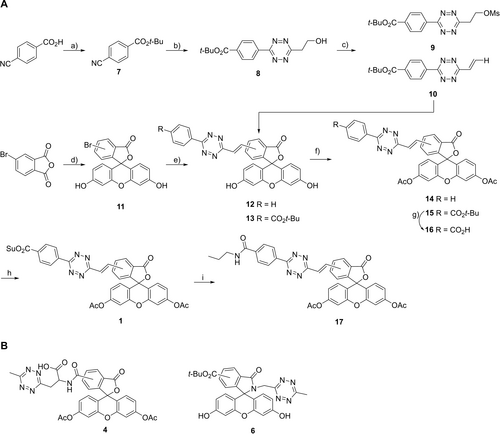 A
CO₂H
NC
a)
CO₂t-Bu
NC
7
b)
t-BuO₂C
N=N
N-N
OH
8
c)
t-BuO₂C
N=N
N-N
OMs
9
t-BuO₂C
N=N
N-N
H
10
Br
O
O
O
d)
Br
O
O
HO
O
OH
11
e)
R
N=N
N-N
O
O
HO
O
OH
12 R = H
13 R = CO₂t-Bu
f)
R
N=N
N-N
O
O
AcO
O
OAc
14 R = H
g)
15 R = CO₂t-Bu
16 R = CO₂H
h
SuO₂C
N=N
N-N
O
O
AcO
O
OAc
1
i
O
N
H
N=N
N-N
O
O
AcO
O
OAc
17
B
N=N
N-N
HO
O
N
H
O
O
O
AcO
O
OAc
4
t-BuO₂C
O
N
N=N
N-N
HO
O
OH
6